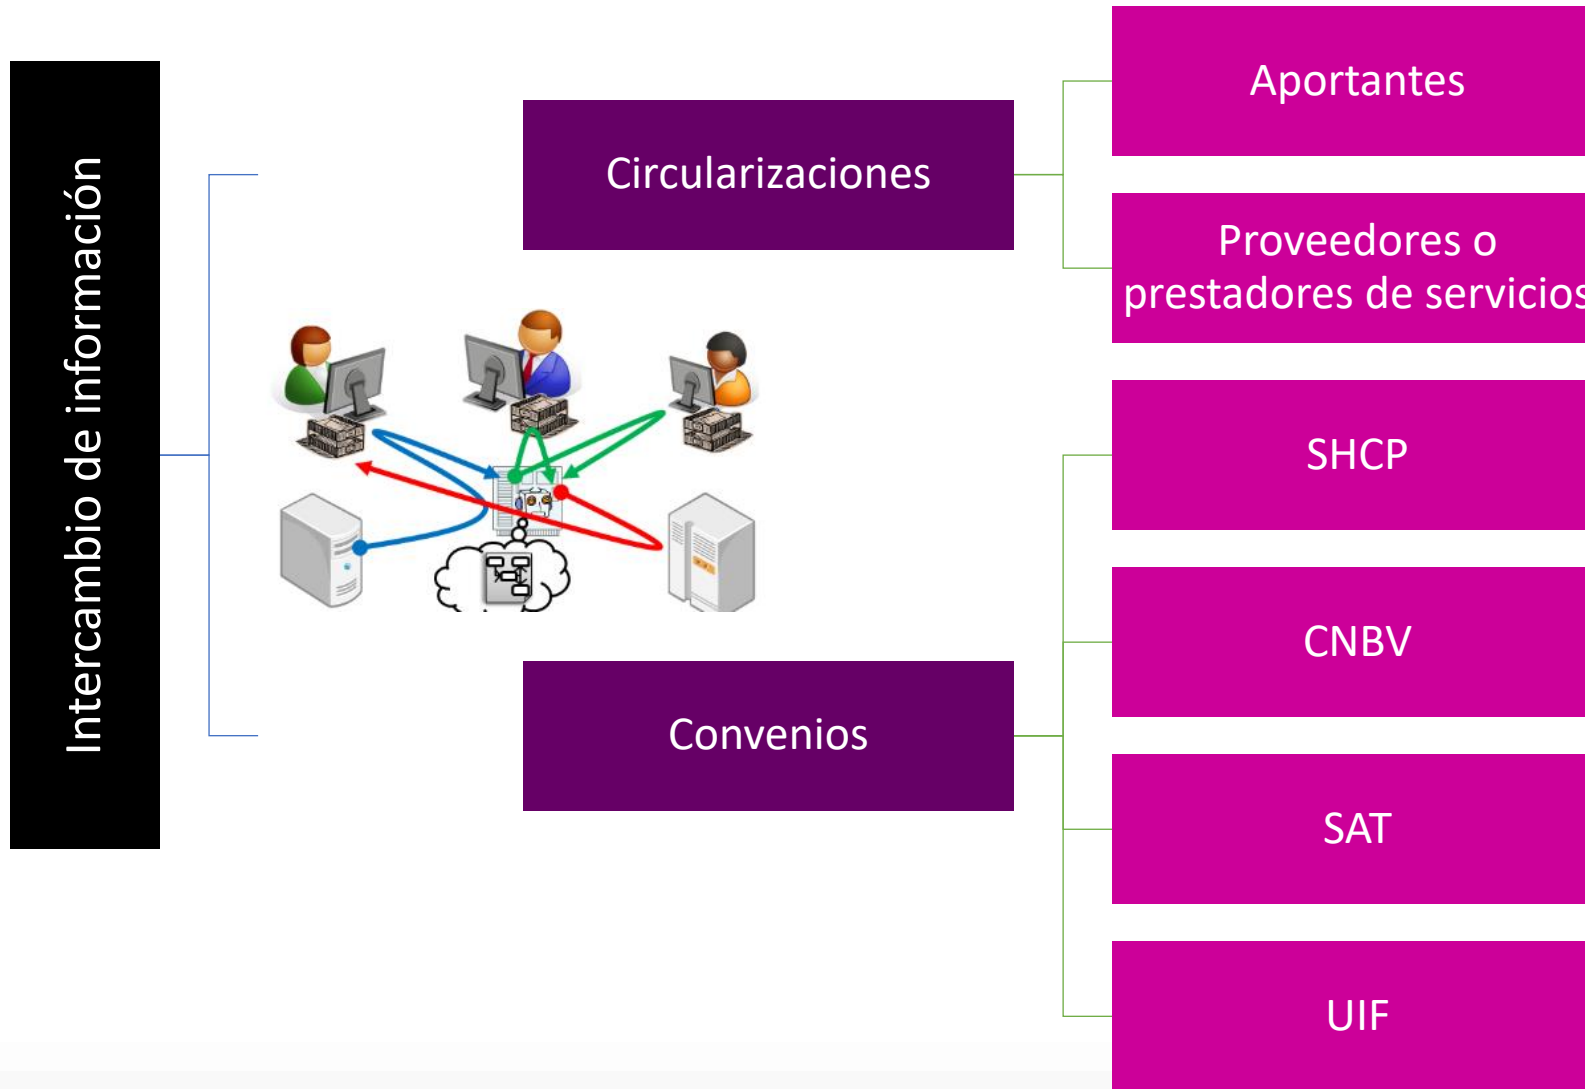 Intercambio de información
Circularizaciones
Aportantes
Proveedores o
prestadores de servicios
Convenios
SHCP
CNBV
SAT
UIF